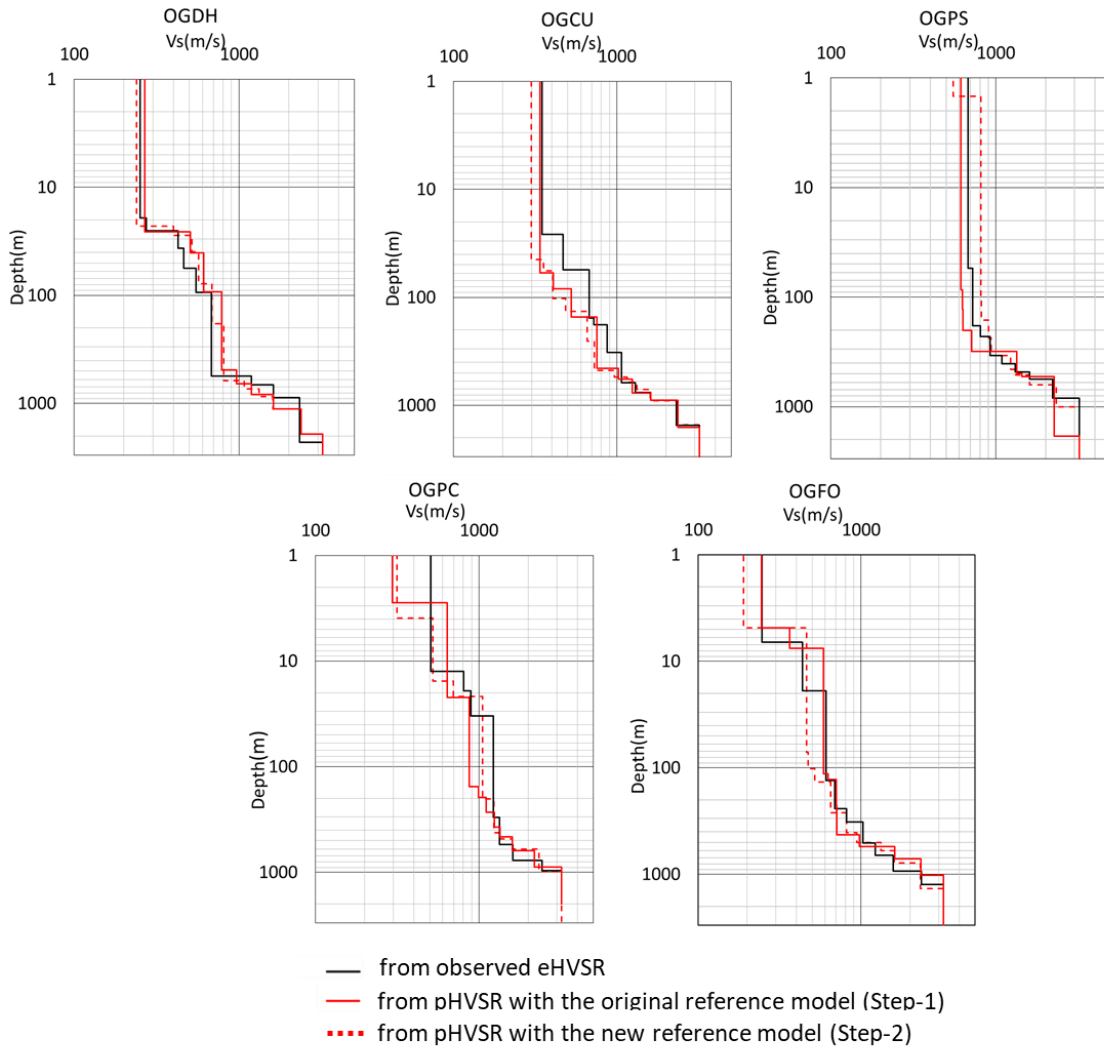 OGDH
Vs(m/s)
100 1000
1
10
100
1000
Depth(m)
OGCU
Vs(m/s)
100 1000
1
10
100
1000
Depth(m)
OGPS
Vs(m/s)
100 1000
1
10
100
1000
Depth(m)
OGPC
Vs(m/s)
100 1000
1
10
100
1000
Depth(m)
OGFO
Vs(m/s)
100 1000
1
10
100
1000
Depth(m)
from observed eHVSR
from pHVSR with the original reference model (Step-1)
from pHVSR with the new reference model (Step-2)